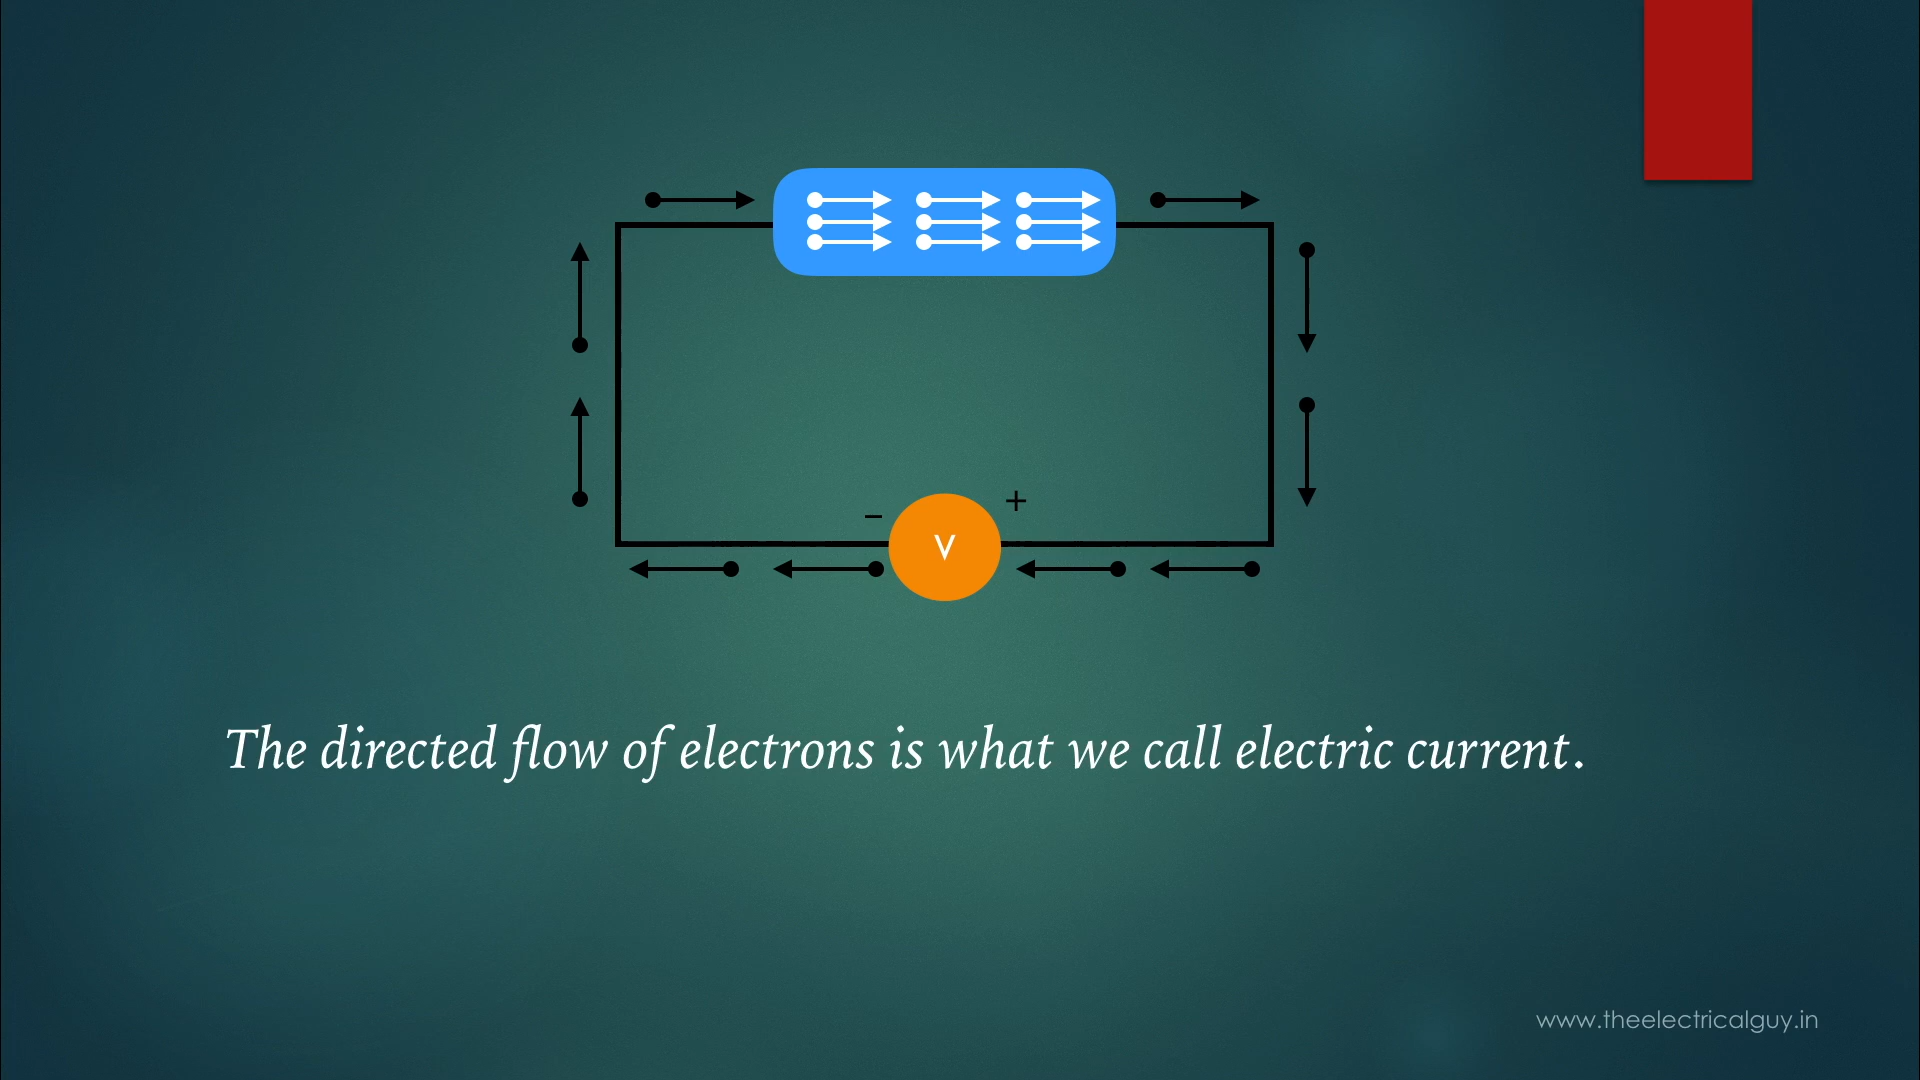 − +
V
The directed flow of electrons is what we call electric current.
www.theelectricalguy.in